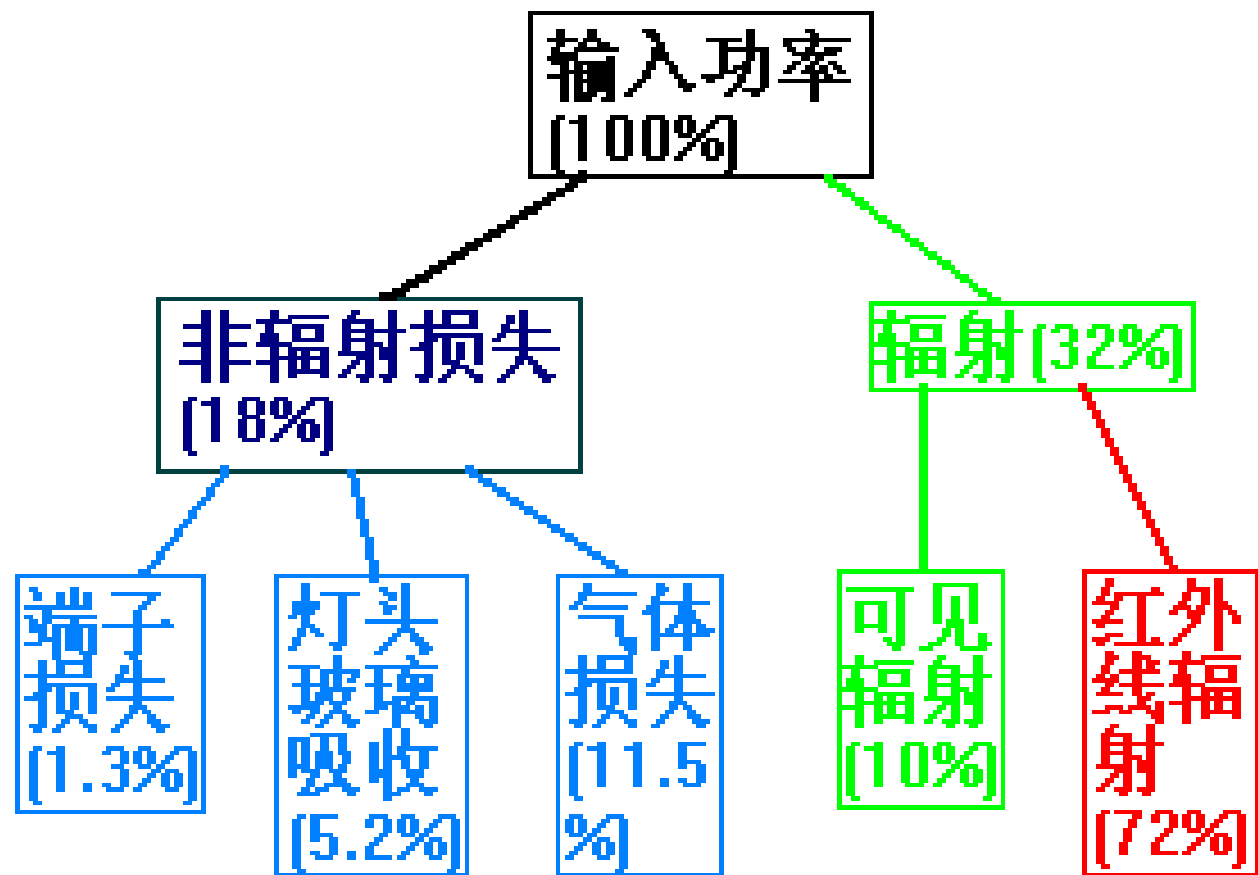 输入功率
(100%)
非辐射损失
(18%)
辐射(32%)
端子
损失
(1.3%)
灯头
玻璃
吸收
(5.2%)
气体
损失
(11.5
%)
可见
辐射
(10%)
红外
线辐
射
(72%)